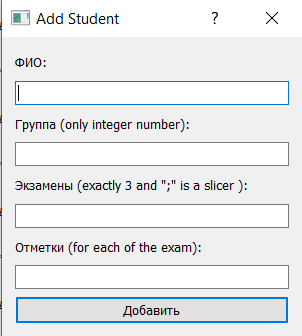 Add Student
ФИО:
Группа (only integer number):
Экзамены (exactly 3 and ";" is a slicer ):
Отметки (for each of the exam):
Добавить